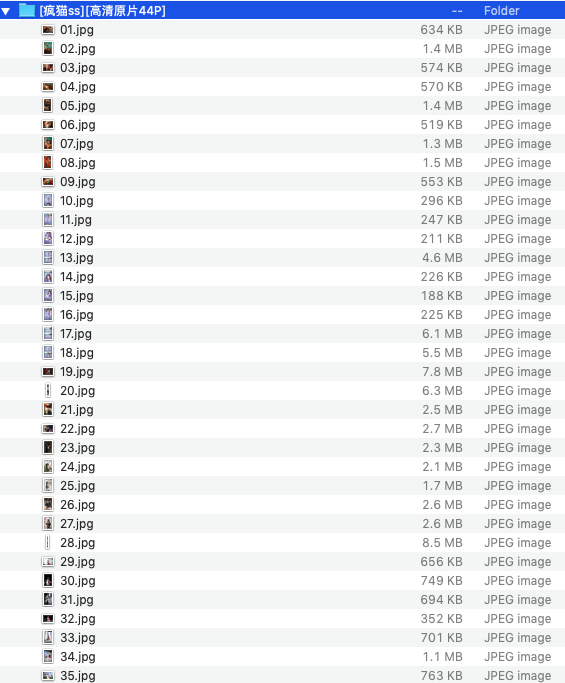 [疯猫ss][高清原片44P] -- Folder
01.jpg 634 KB JPEG image
02.jpg 1.4 MB JPEG image
03.jpg 574 KB JPEG image
04.jpg 570 KB JPEG image
05.jpg 1.4 MB JPEG image
06.jpg 519 KB JPEG image
07.jpg 1.3 MB JPEG image
08.jpg 1.5 MB JPEG image
09.jpg 553 KB JPEG image
10.jpg 296 KB JPEG image
11.jpg 247 KB JPEG image
12.jpg 211 KB JPEG image
13.jpg 4.6 MB JPEG image
14.jpg 226 KB JPEG image
15.jpg 188 KB JPEG image
16.jpg 225 KB JPEG image
17.jpg 6.1 MB JPEG image
18.jpg 5.5 MB JPEG image
19.jpg 7.8 MB JPEG image
20.jpg 6.3 MB JPEG image
21.jpg 2.5 MB JPEG image
22.jpg 2.7 MB JPEG image
23.jpg 2.3 MB JPEG image
24.jpg 2.1 MB JPEG image
25.jpg 1.7 MB JPEG image
26.jpg 2.6 MB JPEG image
27.jpg 2.6 MB JPEG image
28.jpg 8.5 MB JPEG image
29.jpg 656 KB JPEG image
30.jpg 749 KB JPEG image
31.jpg 694 KB JPEG image
32.jpg 352 KB JPEG image
33.jpg 701 KB JPEG image
34.jpg 1.1 MB JPEG image
35.jpg 763 KB JPEG image